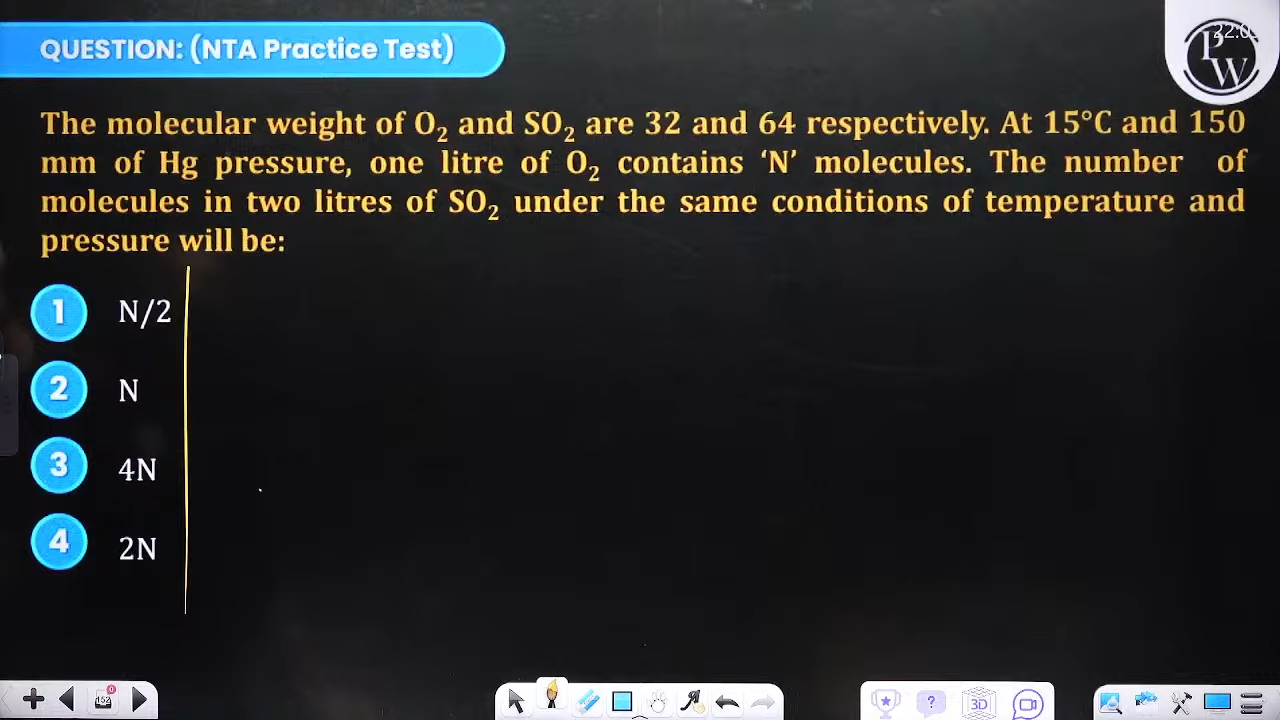 QUESTION: (NTA Practice Test)
PW
The molecular weight of O₂ and SO₂ are 32 and 64 respectively. At 15°C and 150
mm of Hg pressure, one litre of O₂ contains ‘N’ molecules. The number of
molecules in two litres of SO₂ under the same conditions of temperature and
pressure will be:
1 N/2
2 N
3 4N
4 2N
152
3D